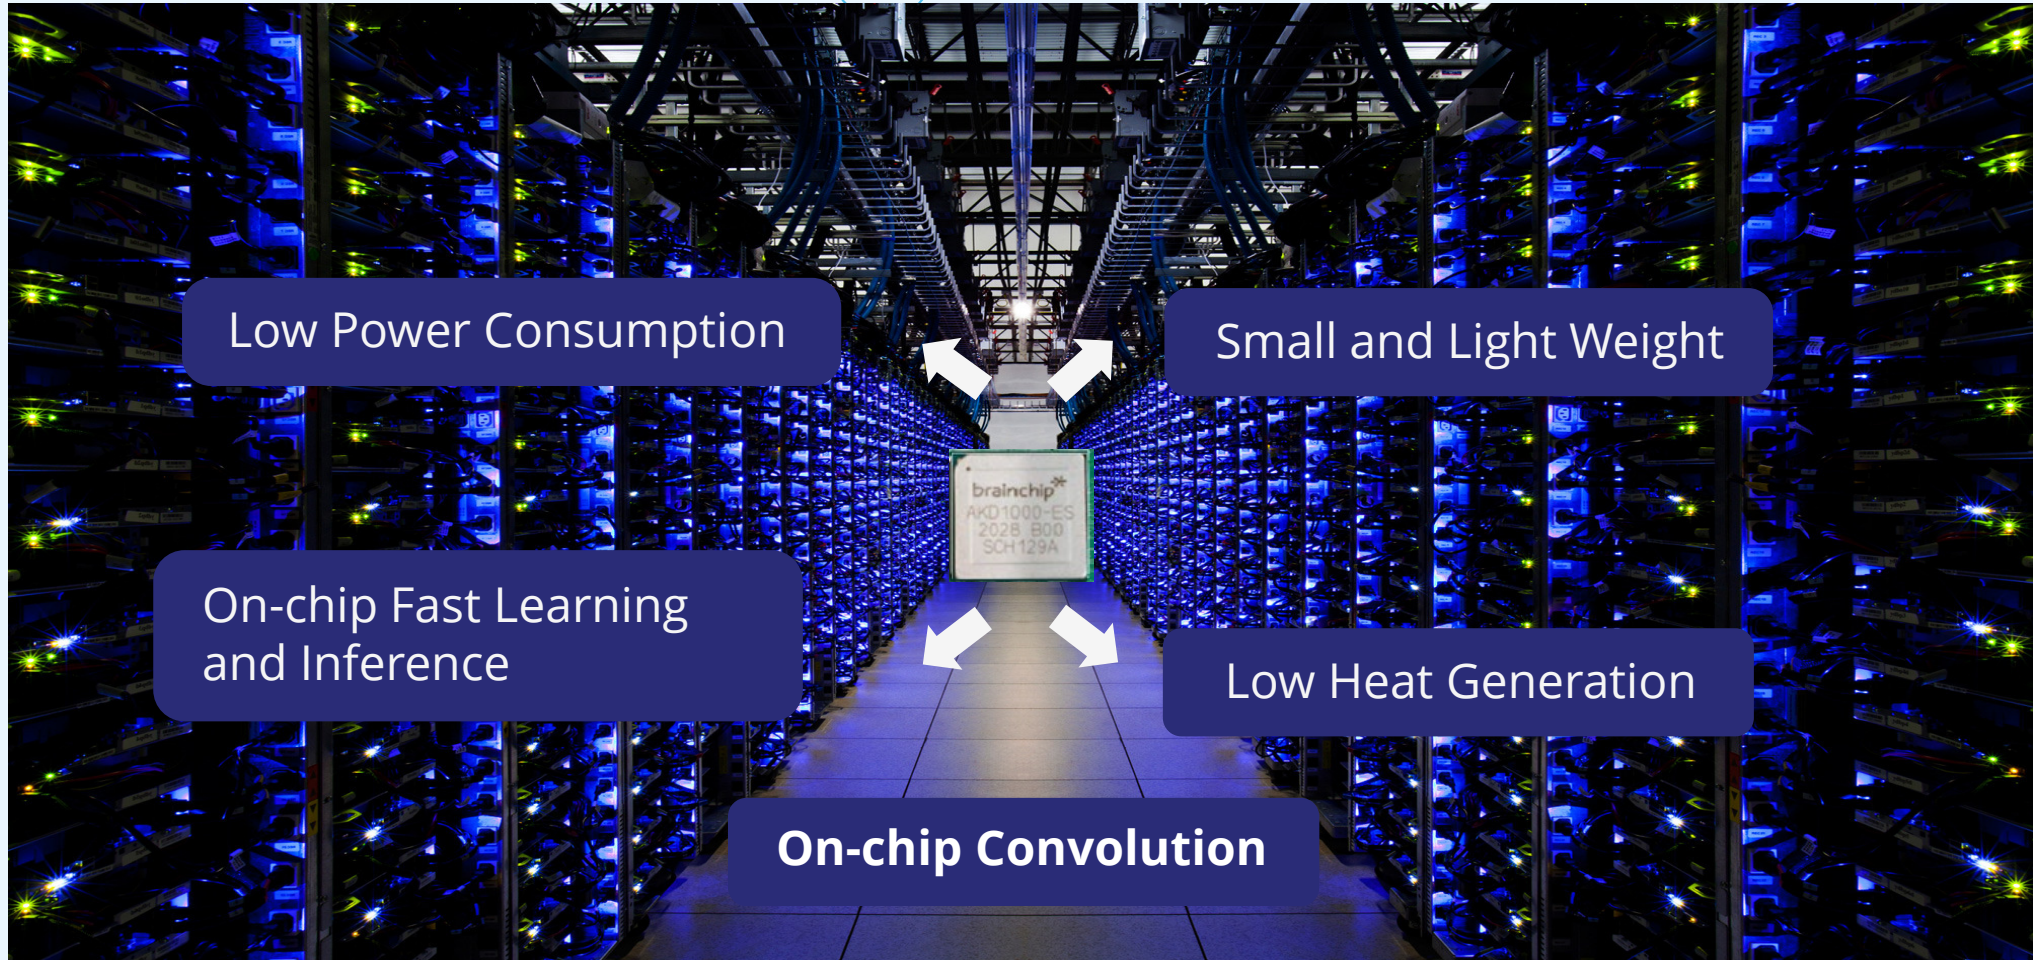 Low Power Consumption
Small and Light Weight
brainchip
AKD1000-ES
2028 B00
SCH129A
On-chip Fast Learning
and Inference
Low Heat Generation
On-chip Convolution